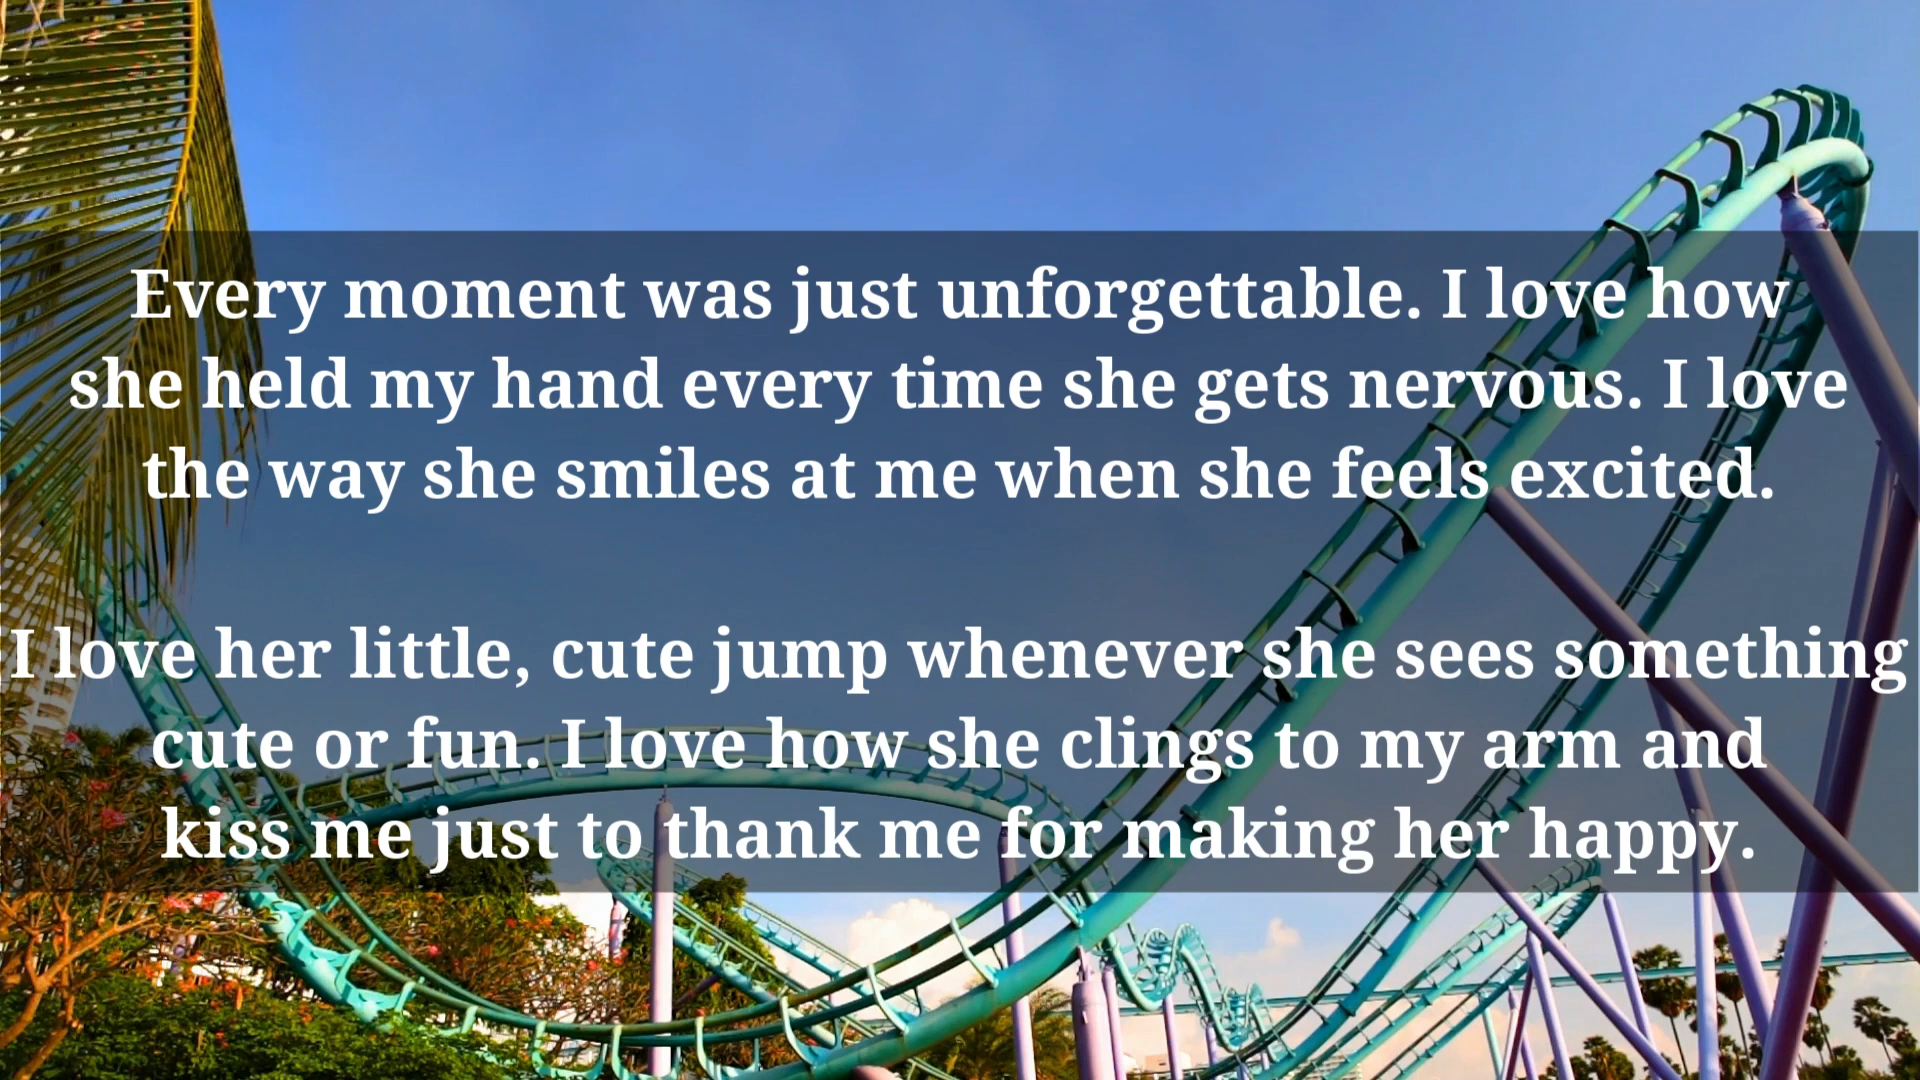 Every moment was just unforgettable. I love how
she held my hand every time she gets nervous. I love
the way she smiles at me when she feels excited.
I love her little, cute jump whenever she sees something
cute or fun. I love how she clings to my arm and
kiss me just to thank me for making her happy.